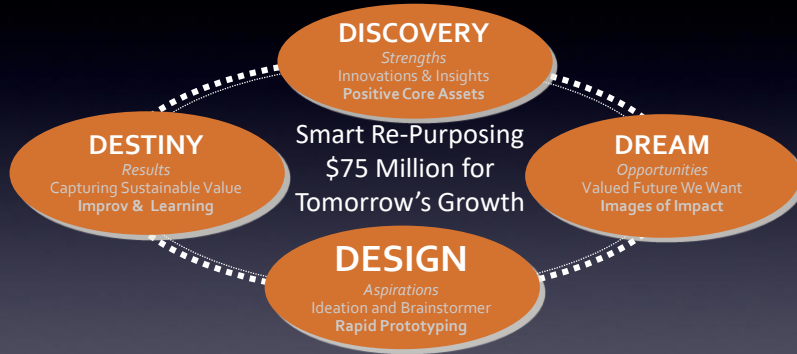 DISCOVERY
Strengths
Innovations & Insights
Positive Core Assets
DESTINY
Results
Capturing Sustainable Value
Improv & Learning
Smart Re-Purposing
$75 Million for
Tomorrow's Growth
DREAM
Opportunities
Valued Future We Want
Images of Impact
DESIGN
Aspirations
Ideation and Brainstormer
Rapid Prototyping